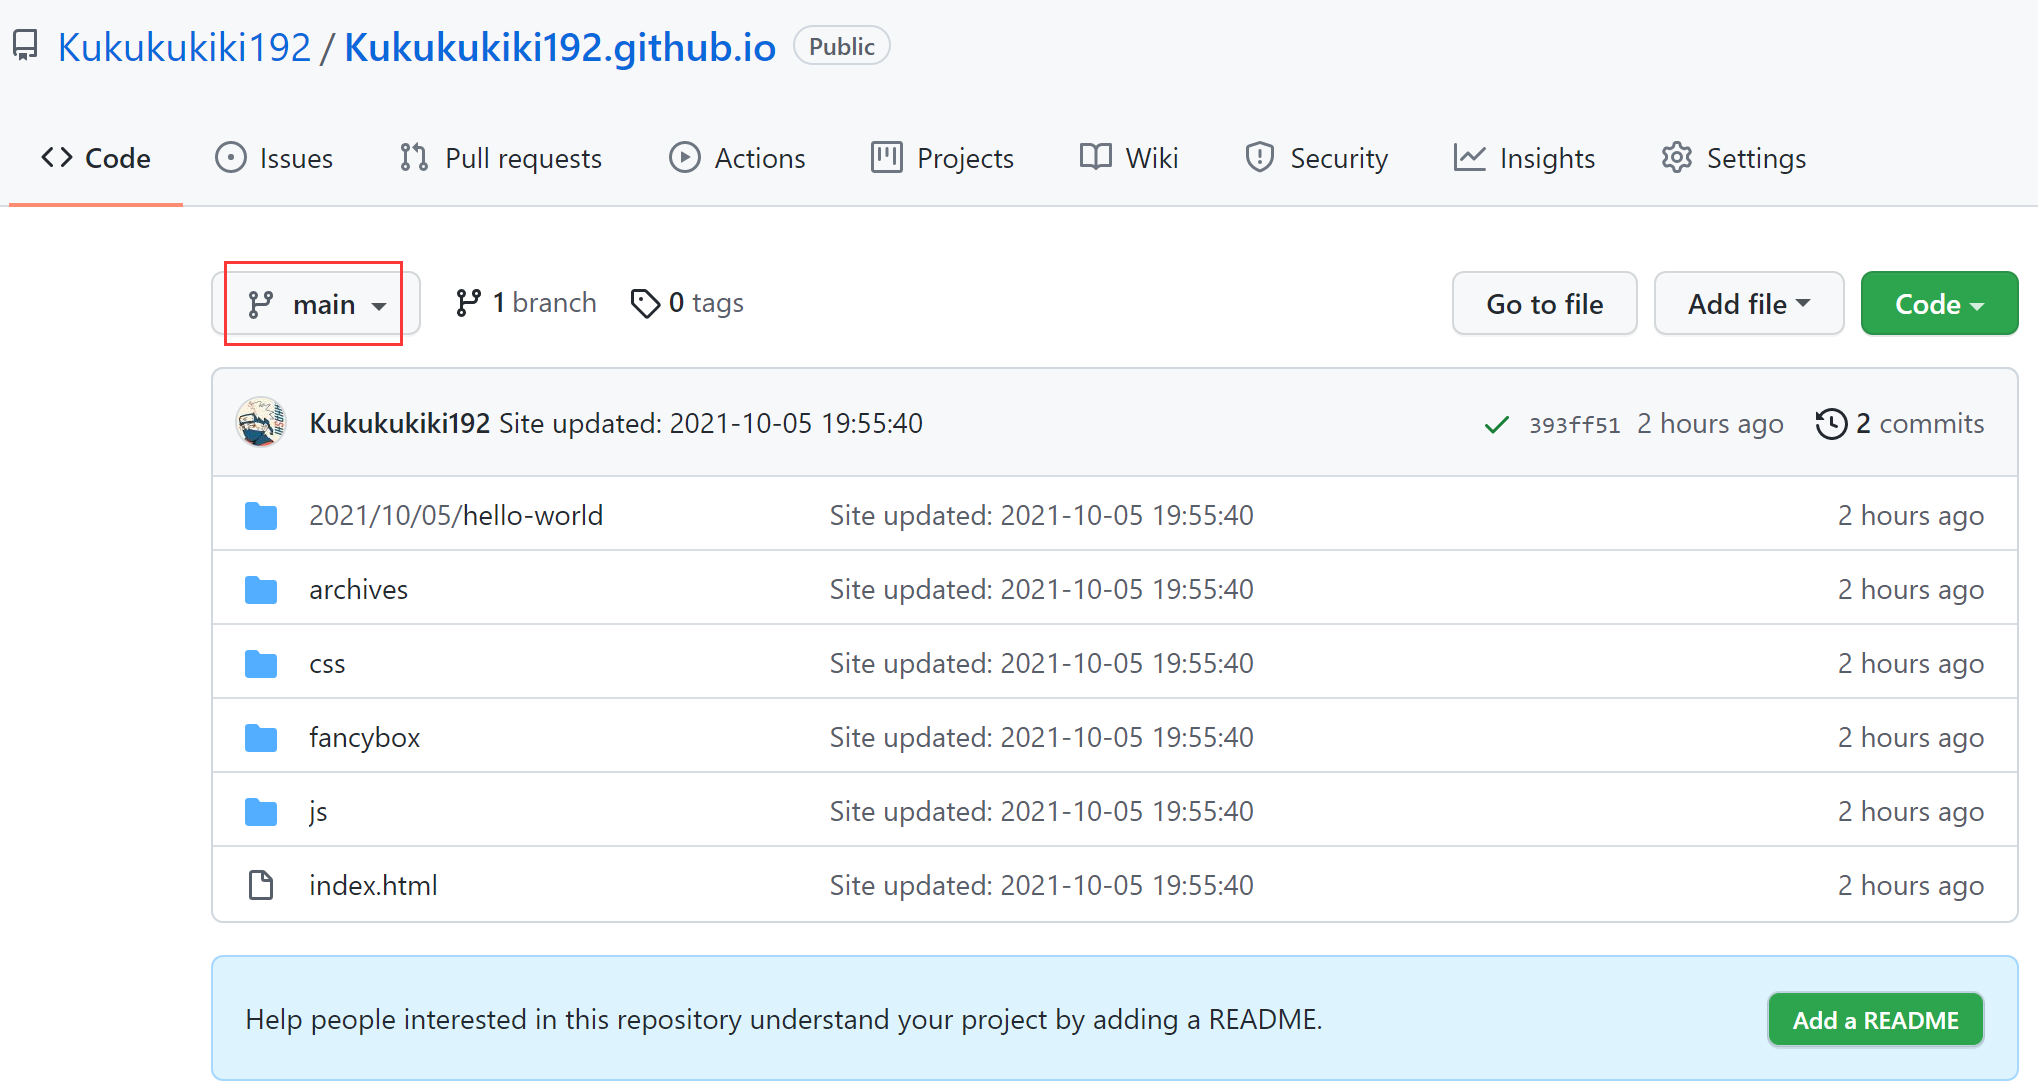 Kukukukiki192 / Kukukukiki192.github.io Public
Code Issues Pull requests Actions Projects Wiki Security Insights Settings
main 1 branch 0 tags Go to file Add file Code
Kukukukiki192 Site updated: 2021-10-05 19:55:40 393ff51 2 hours ago 2 commits
2021/10/05/hello-world Site updated: 2021-10-05 19:55:40 2 hours ago
archives Site updated: 2021-10-05 19:55:40 2 hours ago
css Site updated: 2021-10-05 19:55:40 2 hours ago
fancybox Site updated: 2021-10-05 19:55:40 2 hours ago
js Site updated: 2021-10-05 19:55:40 2 hours ago
index.html Site updated: 2021-10-05 19:55:40 2 hours ago
Help people interested in this repository understand your project by adding a README. Add a README